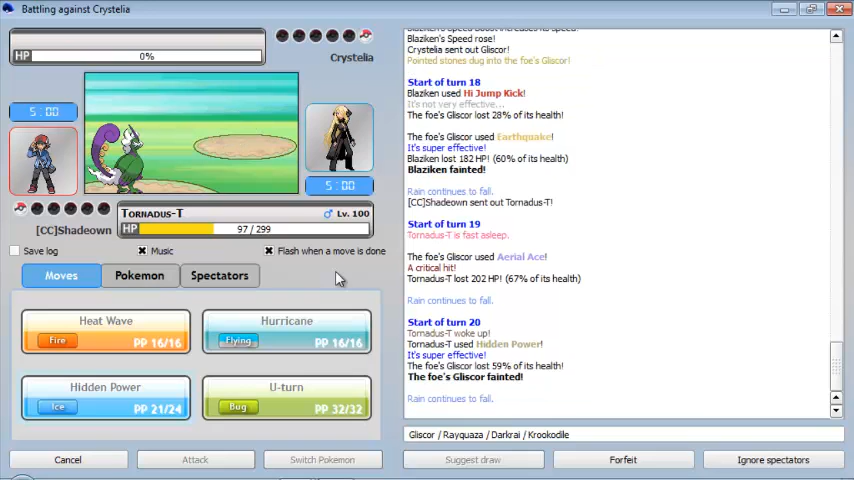 Battling against Crystelia
HP 0%
Crystelia
5:00
5:00
[CC]Shadeown
TORNADUS-T ♂ Lv. 100
HP 97 / 299
Save log
Music
Flash when a move is done
Moves
Pokemon
Spectators
Heat Wave
Fire PP 16/16
Hurricane
Flying PP 16/16
Hidden Power
Ice PP 21/24
U-turn
Bug PP 32/32
Cancel
Attack
Switch Pokemon
Blaziken's Speed rose!
Crystelia sent out Gliscor!
Pointed stones dug into the foe's Gliscor!
Start of turn 18
Blaziken used Hi Jump Kick!
It's not very effective...
The foe's Gliscor lost 28% of its health!
The foe's Gliscor used Earthquake!
It's super effective!
Blaziken lost 182 HP! (60% of its health)
Blaziken fainted!
Rain continues to fall.
[CC]Shadeown sent out Tornadus-T!
Start of turn 19
Tornadus-T is fast asleep.
The foe's Gliscor used Aerial Ace!
A critical hit!
Tornadus-T lost 202 HP! (67% of its health)
Rain continues to fall.
Start of turn 20
Tornadus-T woke up!
Tornadus-T used Hidden Power!
It's super effective!
The foe's Gliscor lost 59% of its health!
The foe's Gliscor fainted!
Rain continues to fall.
Gliscor / Rayquaza / Darkrai / Krookodile
Suggest draw
Forfeit
Ignore spectators